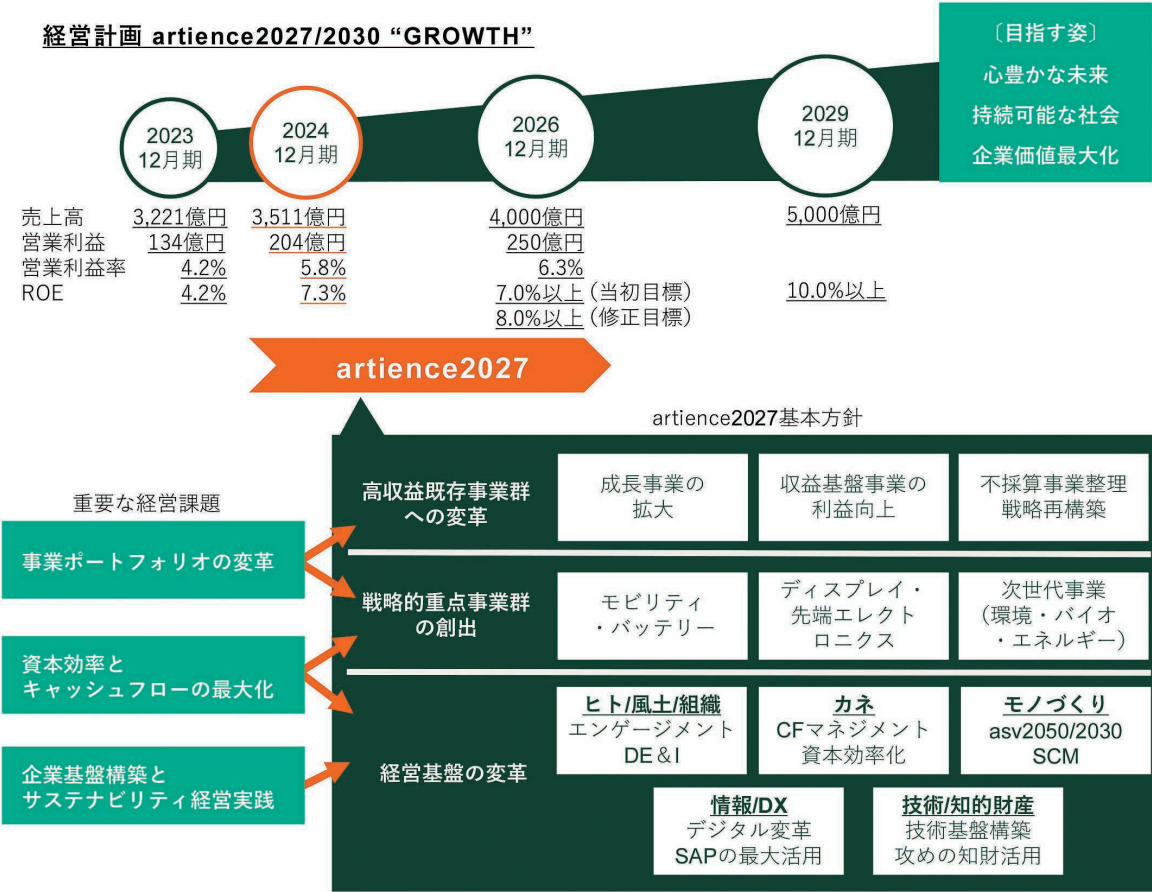 経営計画 artience2027/2030 “GROWTH”
〔目指す姿〕
心豊かな未来
持続可能な社会
企業価値最大化
2023
12月期
2024
12月期
2026
12月期
2029
12月期
売上高 3,221億円 3,511億円 4,000億円 5,000億円
営業利益 134億円 204億円 250億円
営業利益率 4.2% 5.8% 6.3%
ROE 4.2% 7.3% 7.0%以上 (当初目標) 10.0%以上
8.0%以上 (修正目標)
artience2027
artience2027基本方針
重要な経営課題
事業ポートフォリオの変革
資本効率と
キャッシュフローの最大化
企業基盤構築と
サステナビリティ経営実践
高収益既存事業群
への変革
成長事業の
拡大
収益基盤事業の
利益向上
不採算事業整理
戦略再構築
戦略的重点事業群
の創出
モビリティ
・バッテリー
ディスプレイ・
先端エレクト
ロニクス
次世代事業
(環境・バイオ
・エネルギー)
経営基盤の変革
ヒト/風土/組織
エンゲージメント
DE&I
カネ
CFマネジメント
資本効率化
モノづくり
asv2050/2030
SCM
情報/DX
デジタル変革
SAPの最大活用
技術/知的財産
技術基盤構築
攻めの知財活用